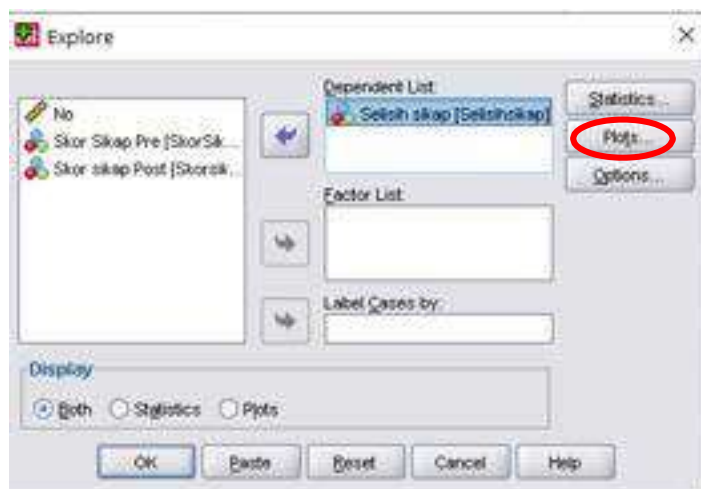 Explore
No
Skor Sikap Pre [SkorSik...
Skor sikap Post [Skorsik...
Dependent List:
Selisih sikap [Selisihsikap]
Factor List:
Label Cases by:
Statistics...
Plots...
Options...
Display
Both
Statistics
Plots
OK
Paste
Reset
Cancel
Help